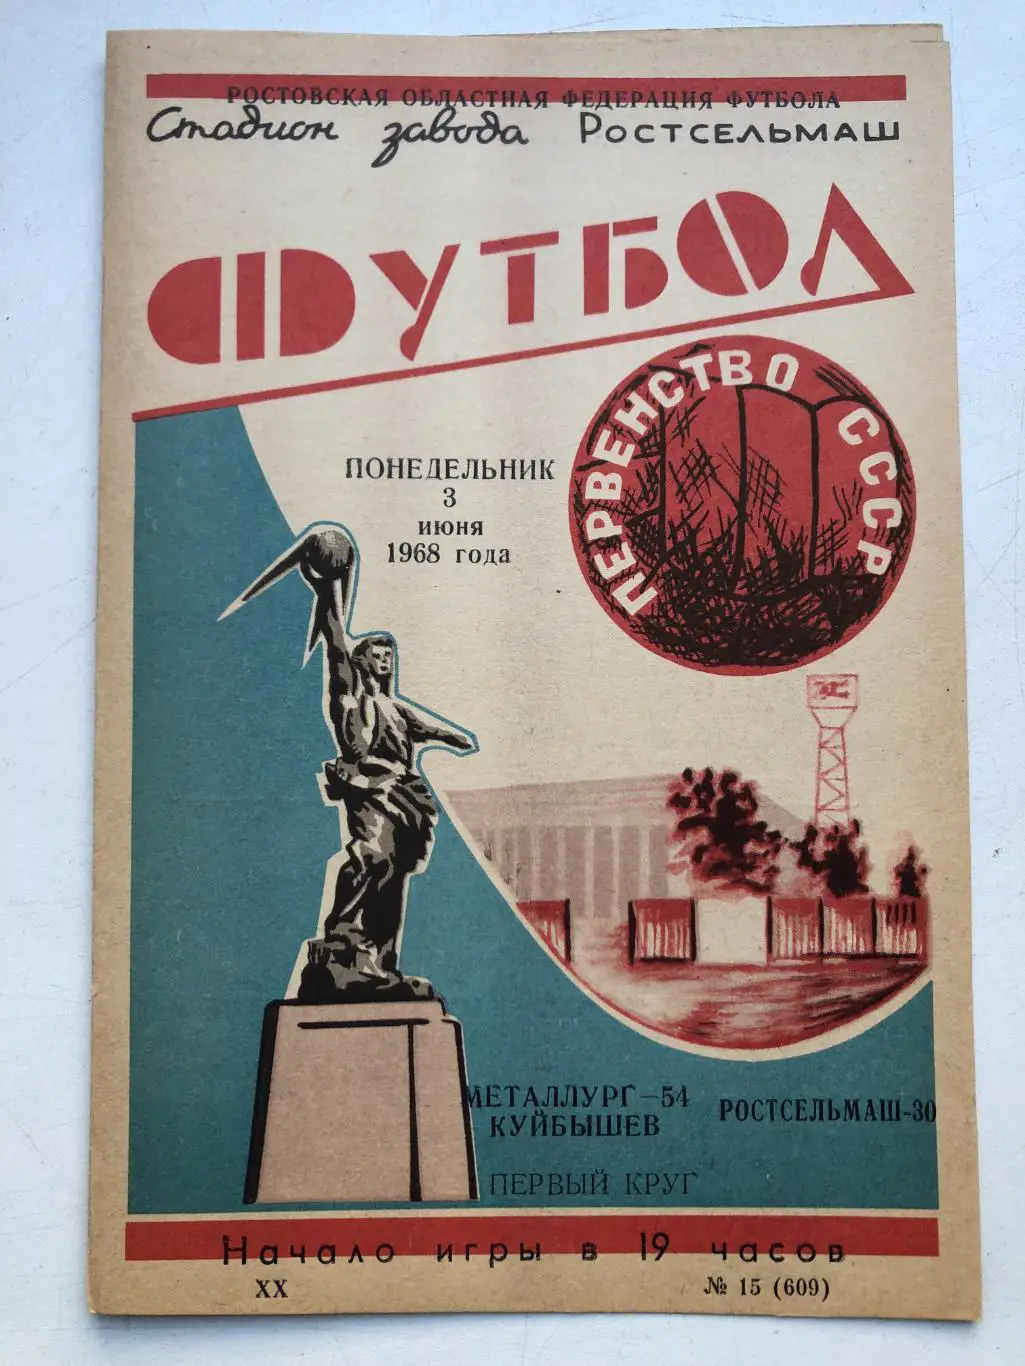 РОСТОВСКАЯ ОБЛАСТНАЯ ФЕДЕРАЦИЯ ФУТБОЛА
Стадион завода РОСТСЕЛЬМАШ
ФУТБОЛ
ПЕРВЕНСТВО СССР
ПОНЕДЕЛЬНИК
3
июня
1968 года
МЕТАЛЛУРГ-54
КУЙБЫШЕВ
РОСТСЕЛЬМАШ-30
ПЕРВЫЙ КРУГ
Начало игры в 19 часов
XX
№ 15 (609)